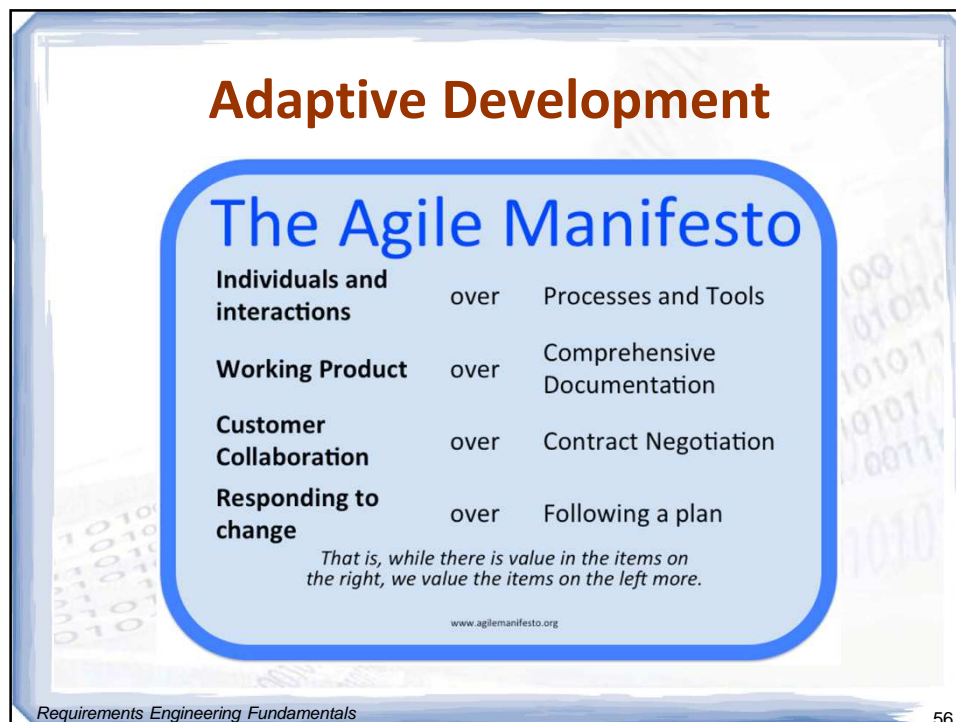 Adaptive Development
The Agile Manifesto
Individuals and
interactions
over
Processes and Tools
Working Product
over
Comprehensive
Documentation
Customer
Collaboration
over
Contract Negotiation
Responding to
change
over
Following a plan
That is, while there is value in the items on
the right, we value the items on the left more.
www.agilemanifesto.org
Requirements Engineering Fundamentals
56